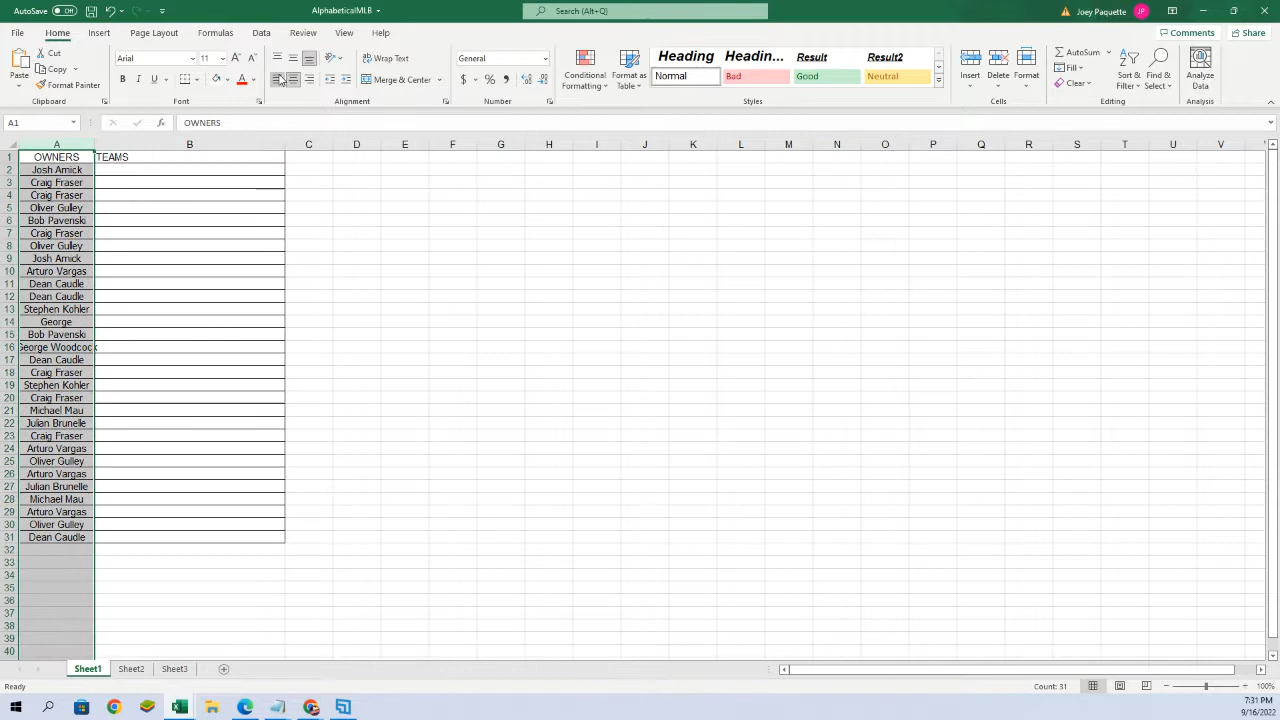 AutoSave Off AlphabeticalMLB Search (Alt+Q) Joey Paquette JP
File Home Insert Page Layout Formulas Data Review View Help Comments Share
Paste Cut Copy Format Painter Clipboard
Arial 11 B I U A Font
Wrap Text Merge & Center Alignment
General $ % , Number
Conditional Formatting Format as Table
Heading Headin... Result Result2
Normal Bad Good Neutral Styles
Insert Delete Format Cells
AutoSum Fill Clear Sort & Filter Find & Select Editing
Analyze Data Analysis
A1 fx OWNERS
A B C D E F G H I J K L M N O P Q R S T U V
1 OWNERS TEAMS
2 Josh Amick
3 Craig Fraser
4 Craig Fraser
5 Oliver Gulley
6 Bob Pavenski
7 Craig Fraser
8 Oliver Gulley
9 Josh Amick
10 Arturo Vargas
11 Dean Caudle
12 Dean Caudle
13 Stephen Kohler
14 George
15 Bob Pavenski
16 George Woodcock
17 Dean Caudle
18 Craig Fraser
19 Stephen Kohler
20 Craig Fraser
21 Michael Mau
22 Julian Brunelle
23 Craig Fraser
24 Arturo Vargas
25 Oliver Gulley
26 Arturo Vargas
27 Julian Brunelle
28 Michael Mau
29 Arturo Vargas
30 Oliver Gulley
31 Dean Caudle
32
33
34
35
36
37
38
39
40
Sheet1 Sheet2 Sheet3
Ready Count: 31 100%
7:31 PM
9/16/2022